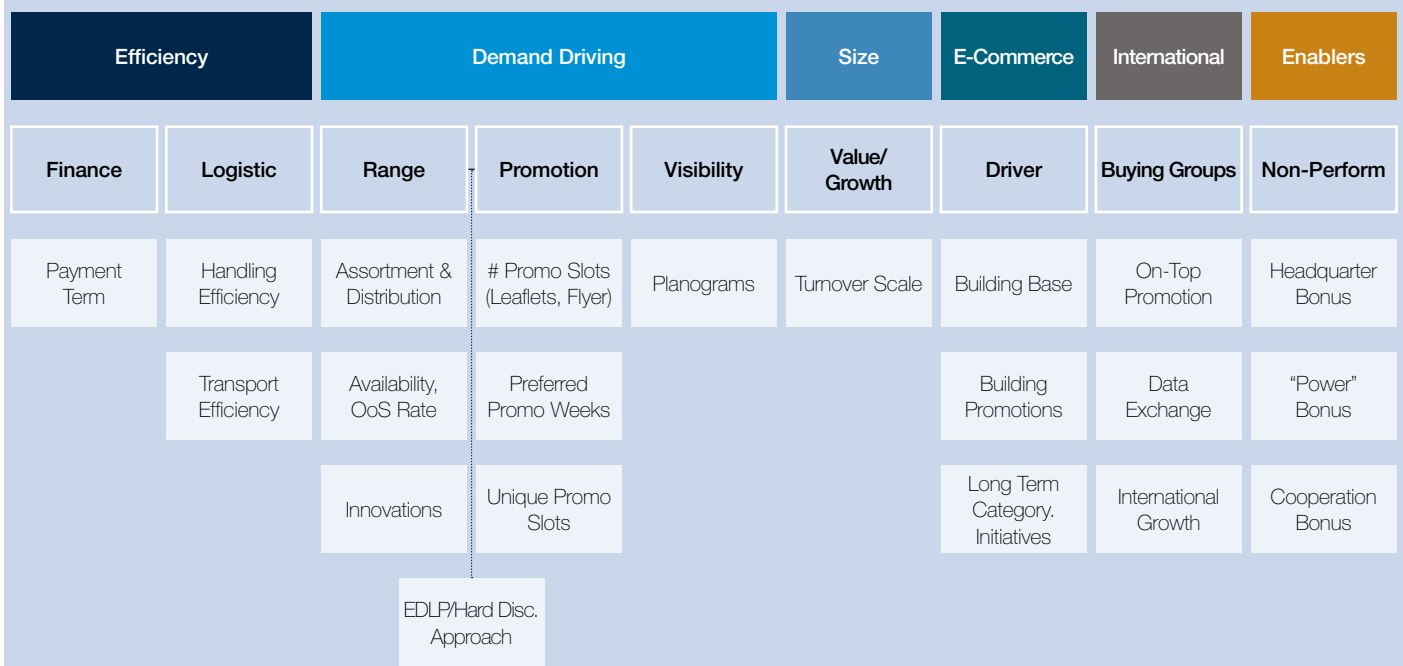 Efficiency
Demand Driving
Size
E-Commerce
International
Enablers
Finance
Logistic
Range
Promotion
Visibility
Value/
Growth
Driver
Buying Groups
Non-Perform
Payment
Term
Handling
Efficiency
Assortment &
Distribution
# Promo Slots
(Leaflets, Flyer)
Planograms
Turnover Scale
Building Base
On-Top
Promotion
Headquarter
Bonus
Transport
Efficiency
Availability,
OoS Rate
Preferred
Promo Weeks
Building
Promotions
Data
Exchange
“Power”
Bonus
Innovations
Unique Promo
Slots
Long Term
Category.
Initiatives
International
Growth
Cooperation
Bonus
EDLP/Hard Disc.
Approach